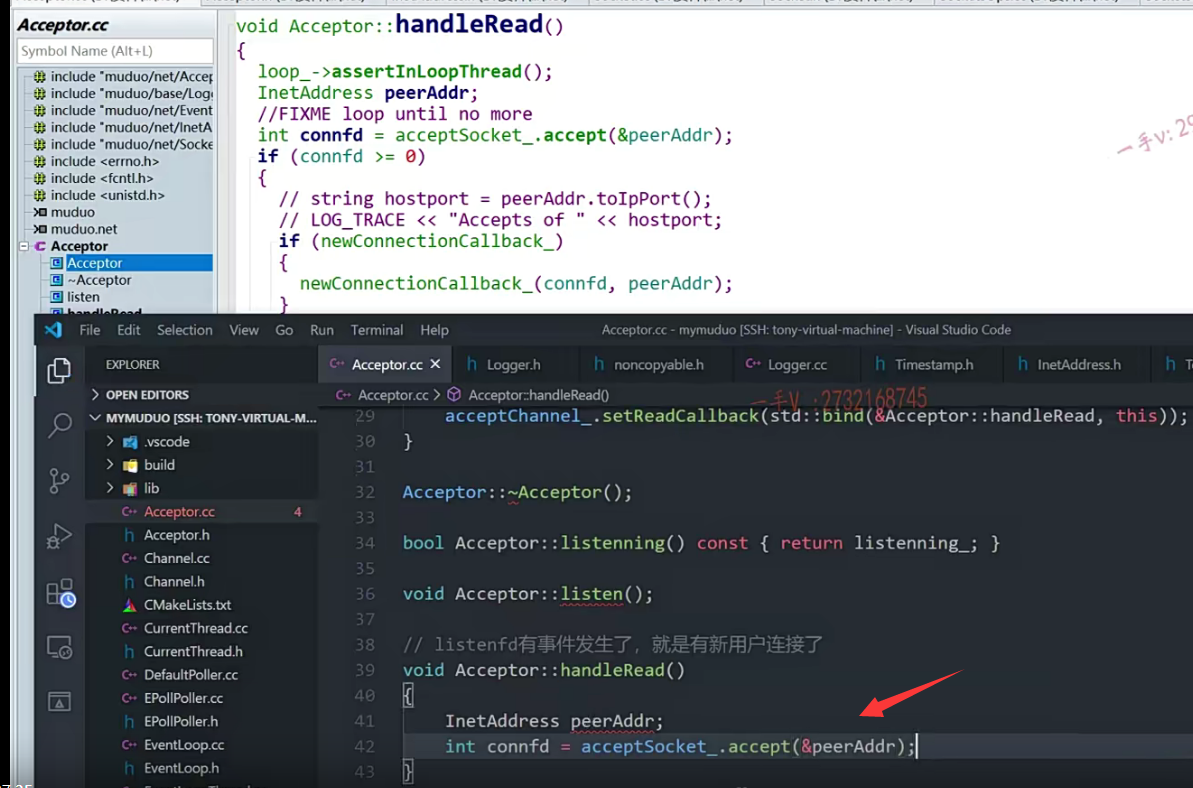 Acceptor.cc
Symbol Name (Alt+L)
include "muduo/net/Accep
include "muduo/base/Logg
include "muduo/net/Event
include "muduo/net/InetA
include "muduo/net/Socke
include <errno.h>
include <fcntl.h>
include <unistd.h>
muduo
muduo.net
Acceptor
Acceptor
~Acceptor
listen
handleRead
void Acceptor::handleRead()
{
loop_->assertInLoopThread();
InetAddress peerAddr;
//FIXME loop until no more
int connfd = acceptSocket_.accept(&peerAddr);
if (connfd >= 0)
{
// string hostport = peerAddr.toIpPort();
// LOG_TRACE << "Accepts of " << hostport;
if (newConnectionCallback_)
{
newConnectionCallback_(connfd, peerAddr);
}
一手v: 29
File Edit Selection View Go Run Terminal Help
Acceptor.cc - mymuduo [SSH: tony-virtual-machine] - Visual Studio Code
EXPLORER
OPEN EDITORS
MYMUDUO [SSH: TONY-VIRTUAL-M...
.vscode
build
lib
Acceptor.cc 4
Acceptor.h
Channel.cc
Channel.h
CMakeLists.txt
CurrentThread.cc
CurrentThread.h
DefaultPoller.cc
EPollPoller.cc
EPollPoller.h
EventLoop.cc
EventLoop.h
Acceptor.cc Logger.h noncopyable.h Logger.cc Timestamp.h InetAddress.h
Acceptor.cc > Acceptor::handleRead()
一手V :2732168745
29 acceptChannel_.setReadCallback(std::bind(&Acceptor::handleRead, this));
30 }
31
32 Acceptor::~Acceptor();
33
34 bool Acceptor::listenning() const { return listenning_; }
35
36 void Acceptor::listen();
37
38 // listenfd有事件发生了，就是有新用户连接了
39 void Acceptor::handleRead()
40 {
41 InetAddress peerAddr;
42 int connfd = acceptSocket_.accept(&peerAddr);
43 }